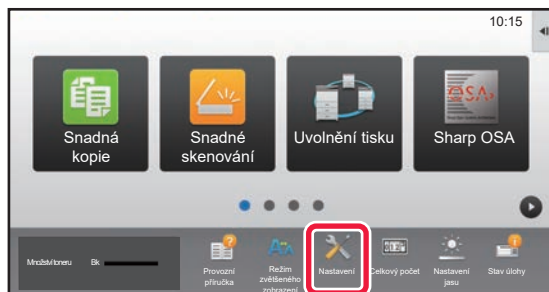 10:15
Snadná
kopie
Snadné
skenování
Uvolnění tisku
Sharp OSA
Množství toneru
Bk
Provozní
příručka
Režim
zvětšeného
zobrazení
Nastavení
Celkový počet
Nastavení
jasu
Stav úlohy